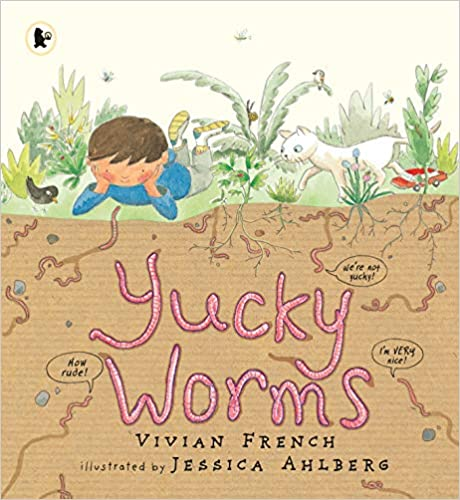 We're not
yucky!
Yucky
How
rude!
I'm VERY
nice!
Worms
VIVIAN FRENCH
illustrated by JESSICA AHLBERG